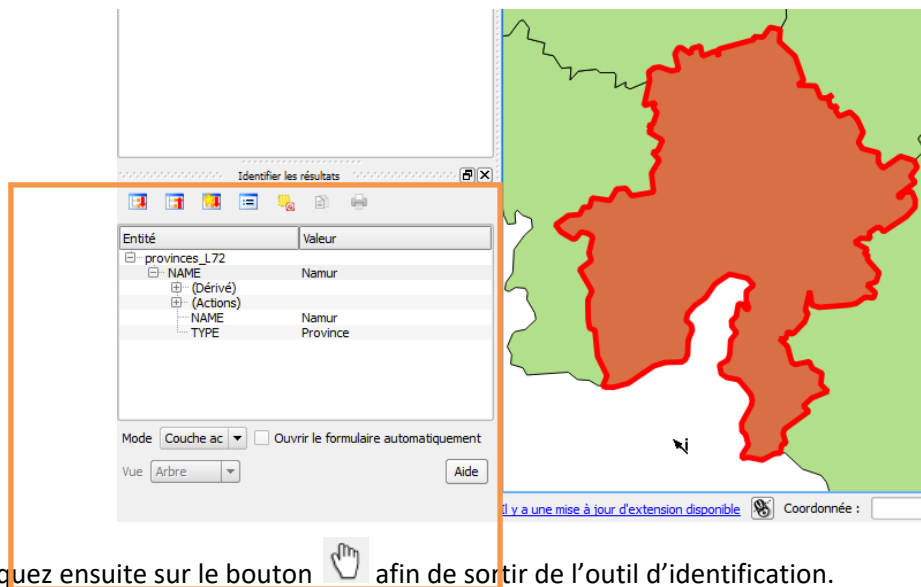 Identifier les résultats
Entité Valeur
provinces_L72
NAME Namur
(Dérivé)
(Actions)
NAME Namur
TYPE Province
Mode Couche ac Ouvrir le formulaire automatiquement
Vue Arbre Aide
Il y a une mise à jour d'extension disponible Coordonnée :
quez ensuite sur le bouton afin de sortir de l'outil d'identification.